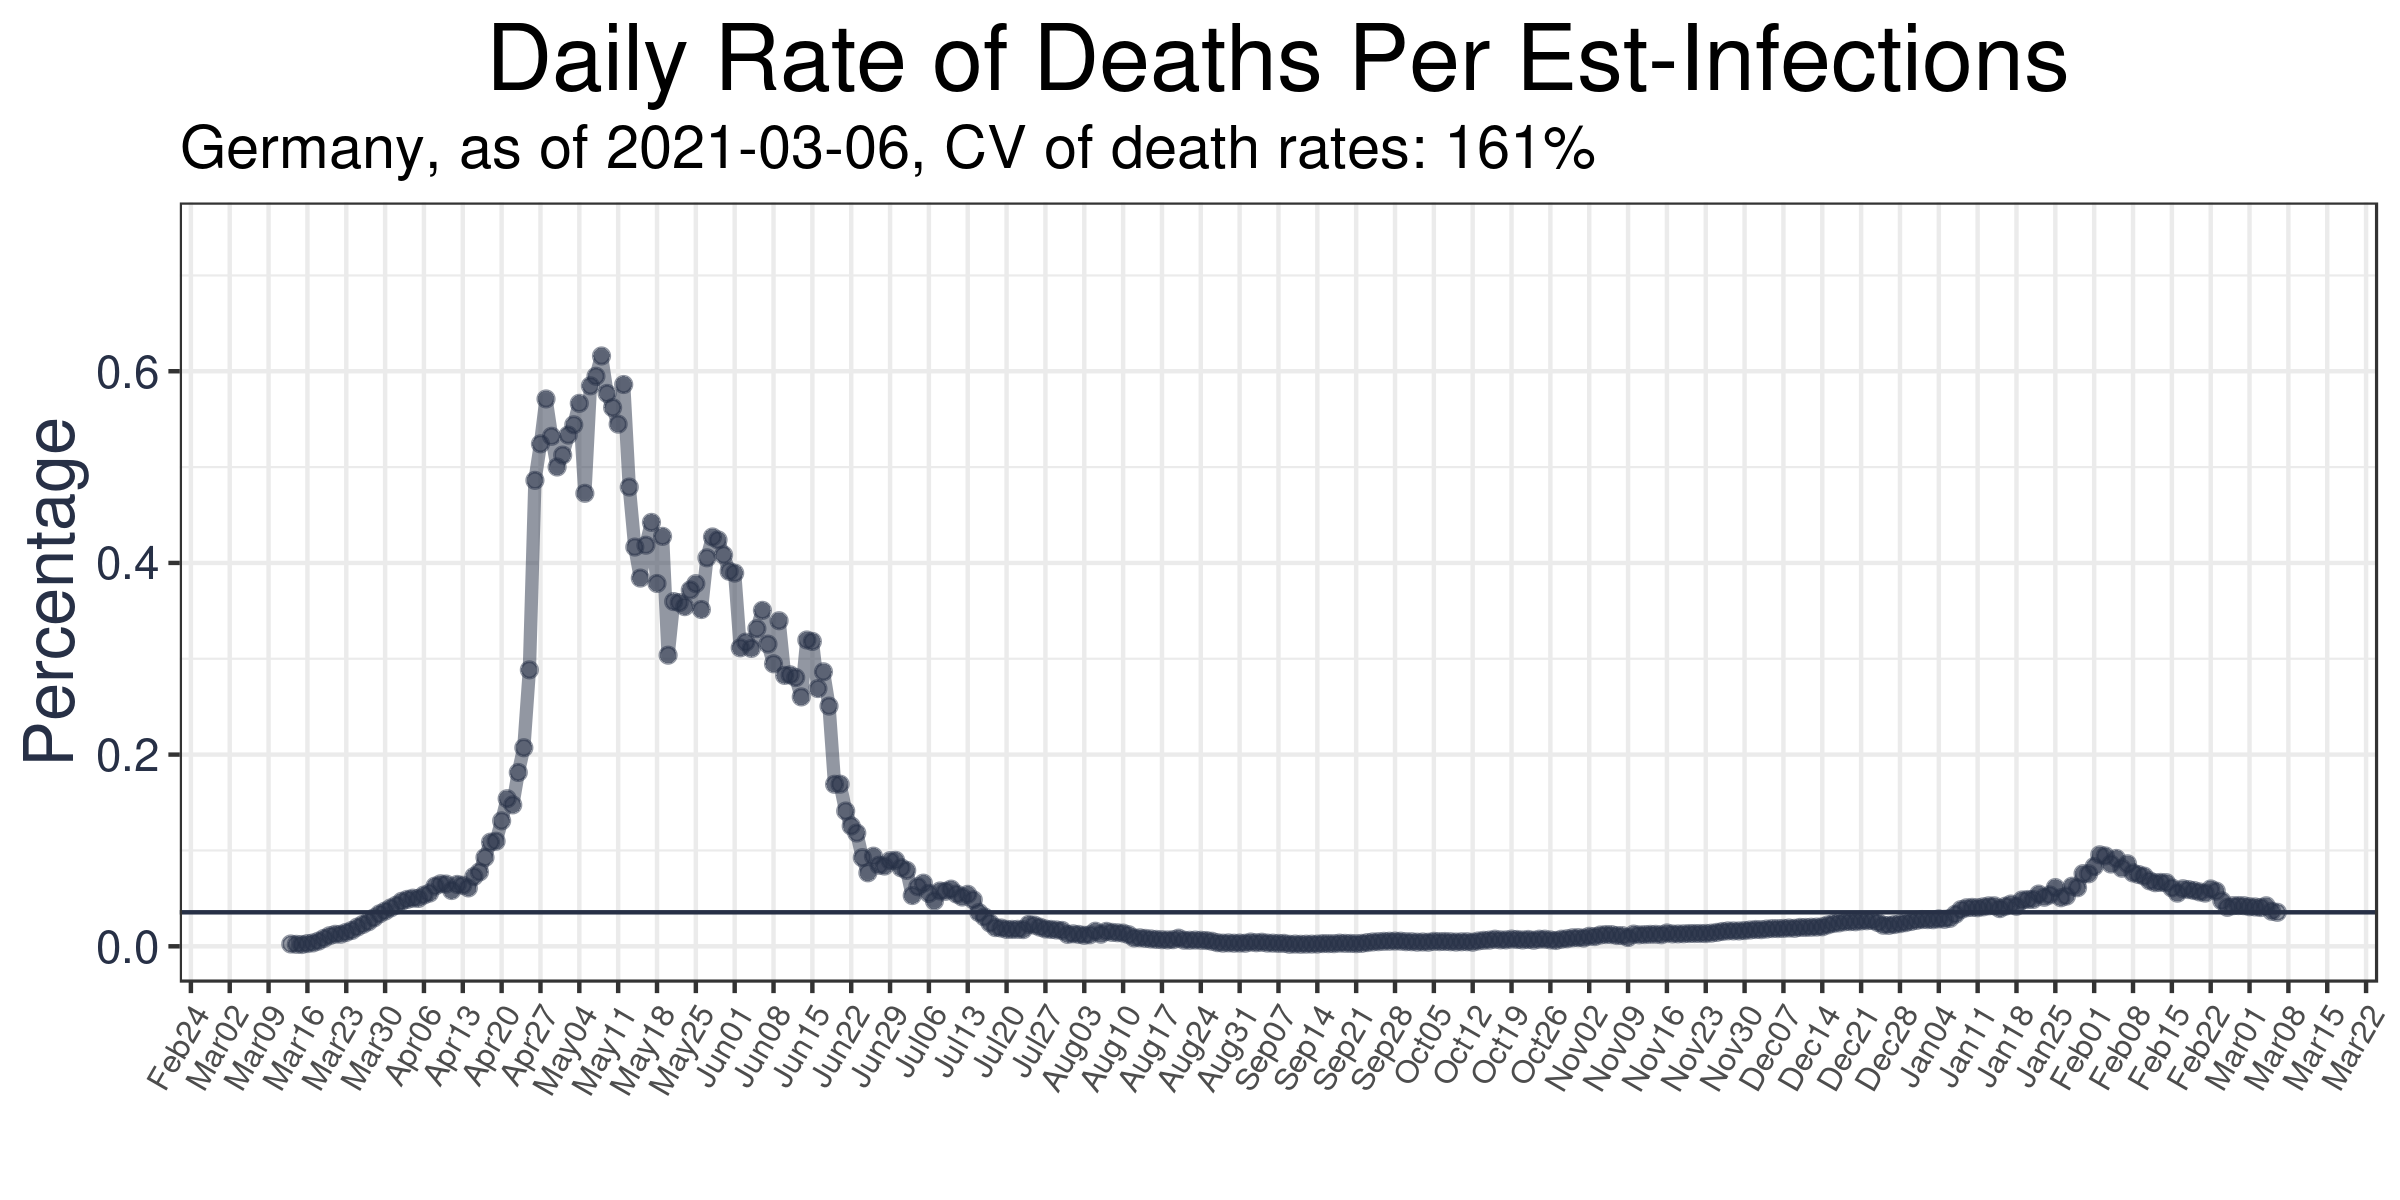 Daily Rate of Deaths Per Est-Infections
Germany, as of 2021-03-06, CV of death rates: 161%
Percentage
0.6
0.4
0.2
0.0
Feb24 Mar02 Mar09 Mar16 Mar23 Mar30 Apr06 Apr13 Apr20 Apr27 May04 May11 May18 May25 Jun01 Jun08 Jun15 Jun22 Jun29 Jul06 Jul13 Jul20 Jul27 Aug03 Aug10 Aug17 Aug24 Aug31 Sep07 Sep14 Sep21 Sep28 Oct05 Oct12 Oct19 Oct26 Nov02 Nov09 Nov16 Nov23 Nov30 Dec07 Dec14 Dec21 Dec28 Jan04 Jan11 Jan18 Jan25 Feb01 Feb08 Feb15 Feb22 Mar01 Mar08 Mar15 Mar22